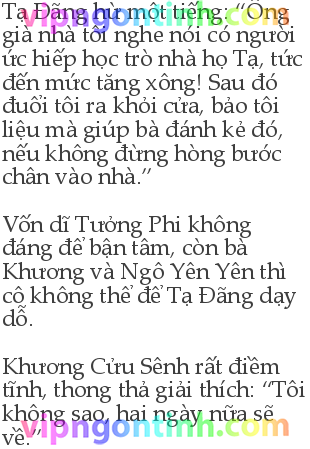 Tạ Đãng hự một tiếng: “Ông
già nhà tôi nghe nói có người
ức hiếp học trò nhà họ Tạ, tức
đến mức tăng xông! Sau đó
đuổi tôi ra khỏi cửa, bảo tôi
liệu mà giúp bà đánh kẻ đó,
nếu không đừng hòng bước
chân vào nhà.”
Vốn dĩ Tưởng Phi không
đáng để bận tâm, còn bà
Khương và Ngô Yên Yên thì
cô không thể để Tạ Đãng dạy
dỗ.
Khương Cửu Sênh rất điềm
tĩnh, thong thả giải thích: “Tôi
không sao, hai ngày nữa sẽ
về.”
vipngontinh.com
vipngontinh.com